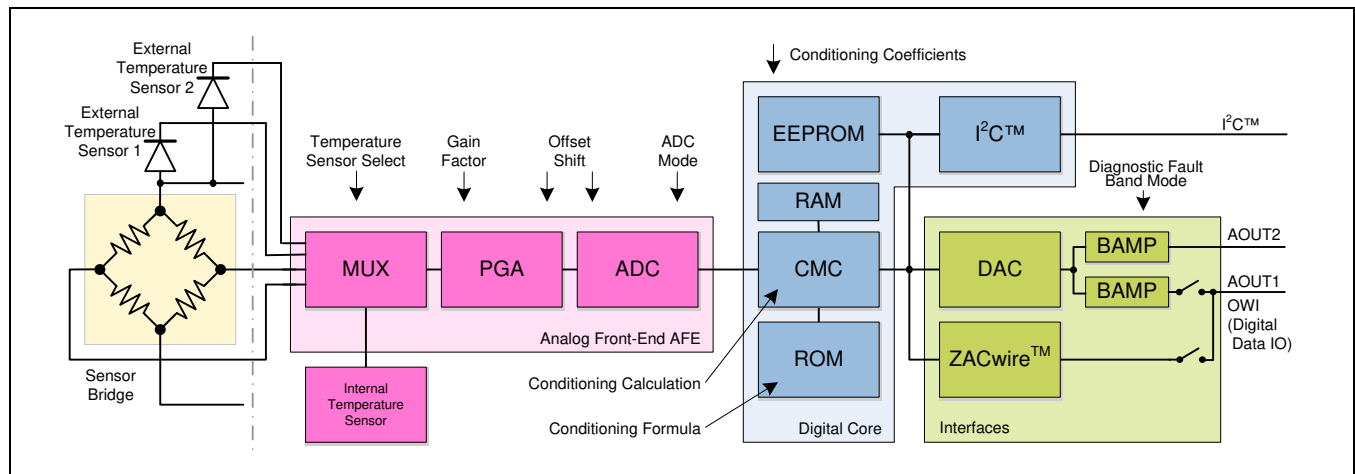 External
Temperature
Sensor 2
External
Temperature
Sensor 1
Sensor
Bridge
Temperature
Sensor Select
Gain
Factor
Offset
Shift
ADC
Mode
MUX
PGA
ADC
Analog Front-End AFE
Internal
Temperature
Sensor
Conditioning Coefficients
EEPROM
I²C™
RAM
CMC
ROM
Conditioning Calculation
Conditioning Formula
Digital Core
I²C™
Diagnostic Fault
Band Mode
DAC
BAMP
BAMP
ZACwire™
Interfaces
AOUT2
AOUT1
OWI
(Digital
Data IO)